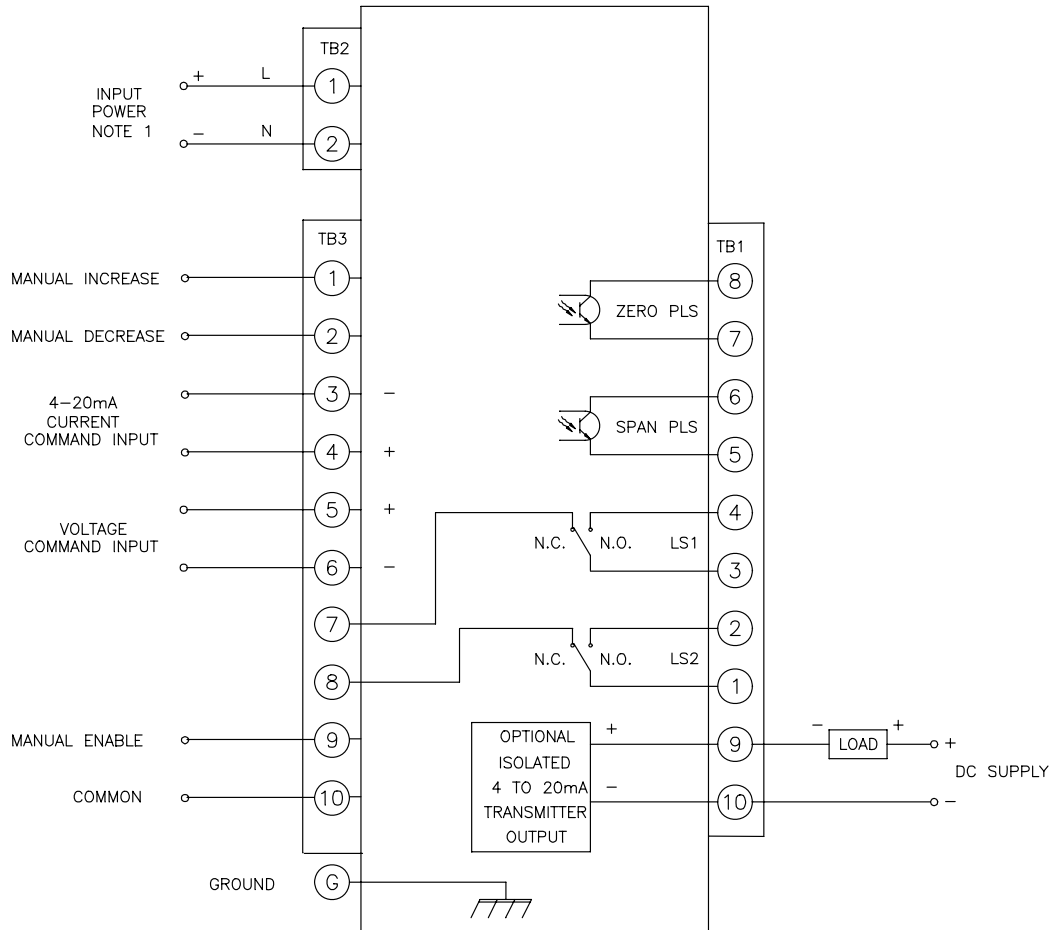 TB2
+ L 1
INPUT
POWER
NOTE 1
- N 2
TB3
MANUAL INCREASE 1
MANUAL DECREASE 2
3 -
4-20mA
CURRENT
COMMAND INPUT
4 +
5 +
VOLTAGE
COMMAND INPUT
6 -
7
8
MANUAL ENABLE 9
COMMON 10
GROUND G
TB1
8
ZERO PLS
7
6
SPAN PLS
5
4
N.C. N.O. LS1
3
2
N.C. N.O. LS2
1
OPTIONAL
ISOLATED
4 TO 20mA
TRANSMITTER
OUTPUT
+ 9 - LOAD + +
DC SUPPLY
- 10 -